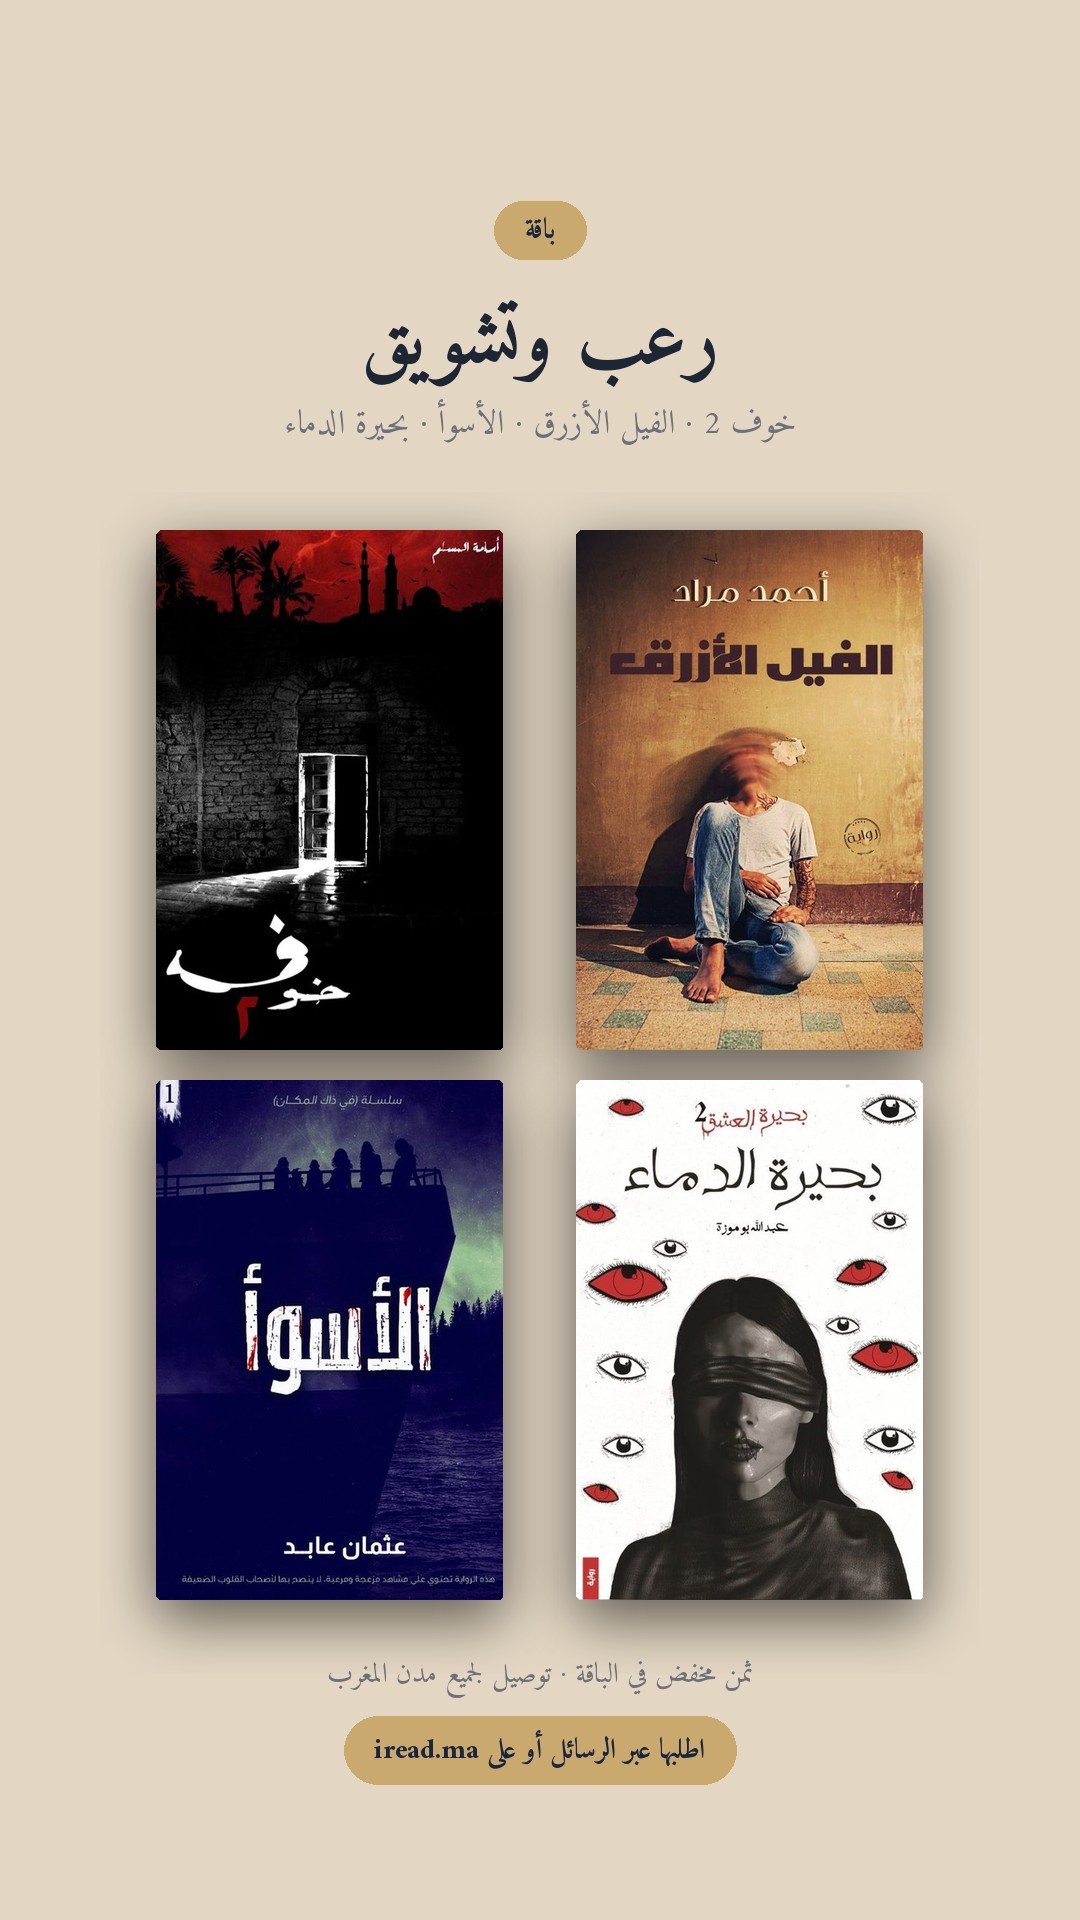 باقة
رعب وتشويق
خوف 2 · الفيل الأزرق · الأسوأ · بحيرة الدماء
أسامة المسلم
خوف
٢
أحمد مراد
الفيل الأزرق
رواية
1
سلسلة (في ذاك المكان)
الأسوأ
عثمان عابد
هذه الرواية تحتوي على مشاهد مزعجة ومرعبة، لا ينصح بها لأصحاب القلوب الضعيفة
بحيرة العشق 2
بحيرة الدماء
عبدالله بو موزة
رواية
ثمن مخفض في الباقة · توصيل لجميع مدن المغرب
اطلبها عبر الرسائل أو على iread.ma